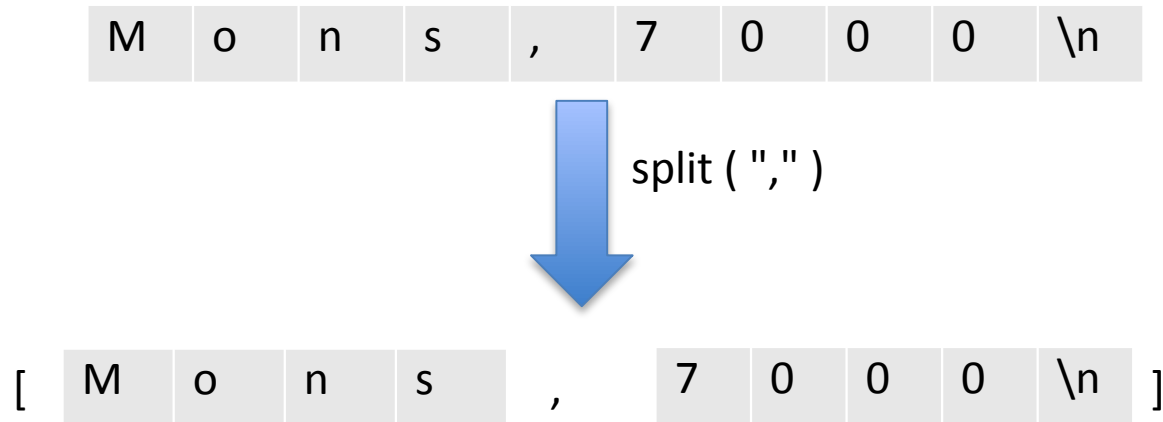 M o n s , 7 0 0 0 \n
split ( "," )
[ M o n s , 7 0 0 0 \n ]